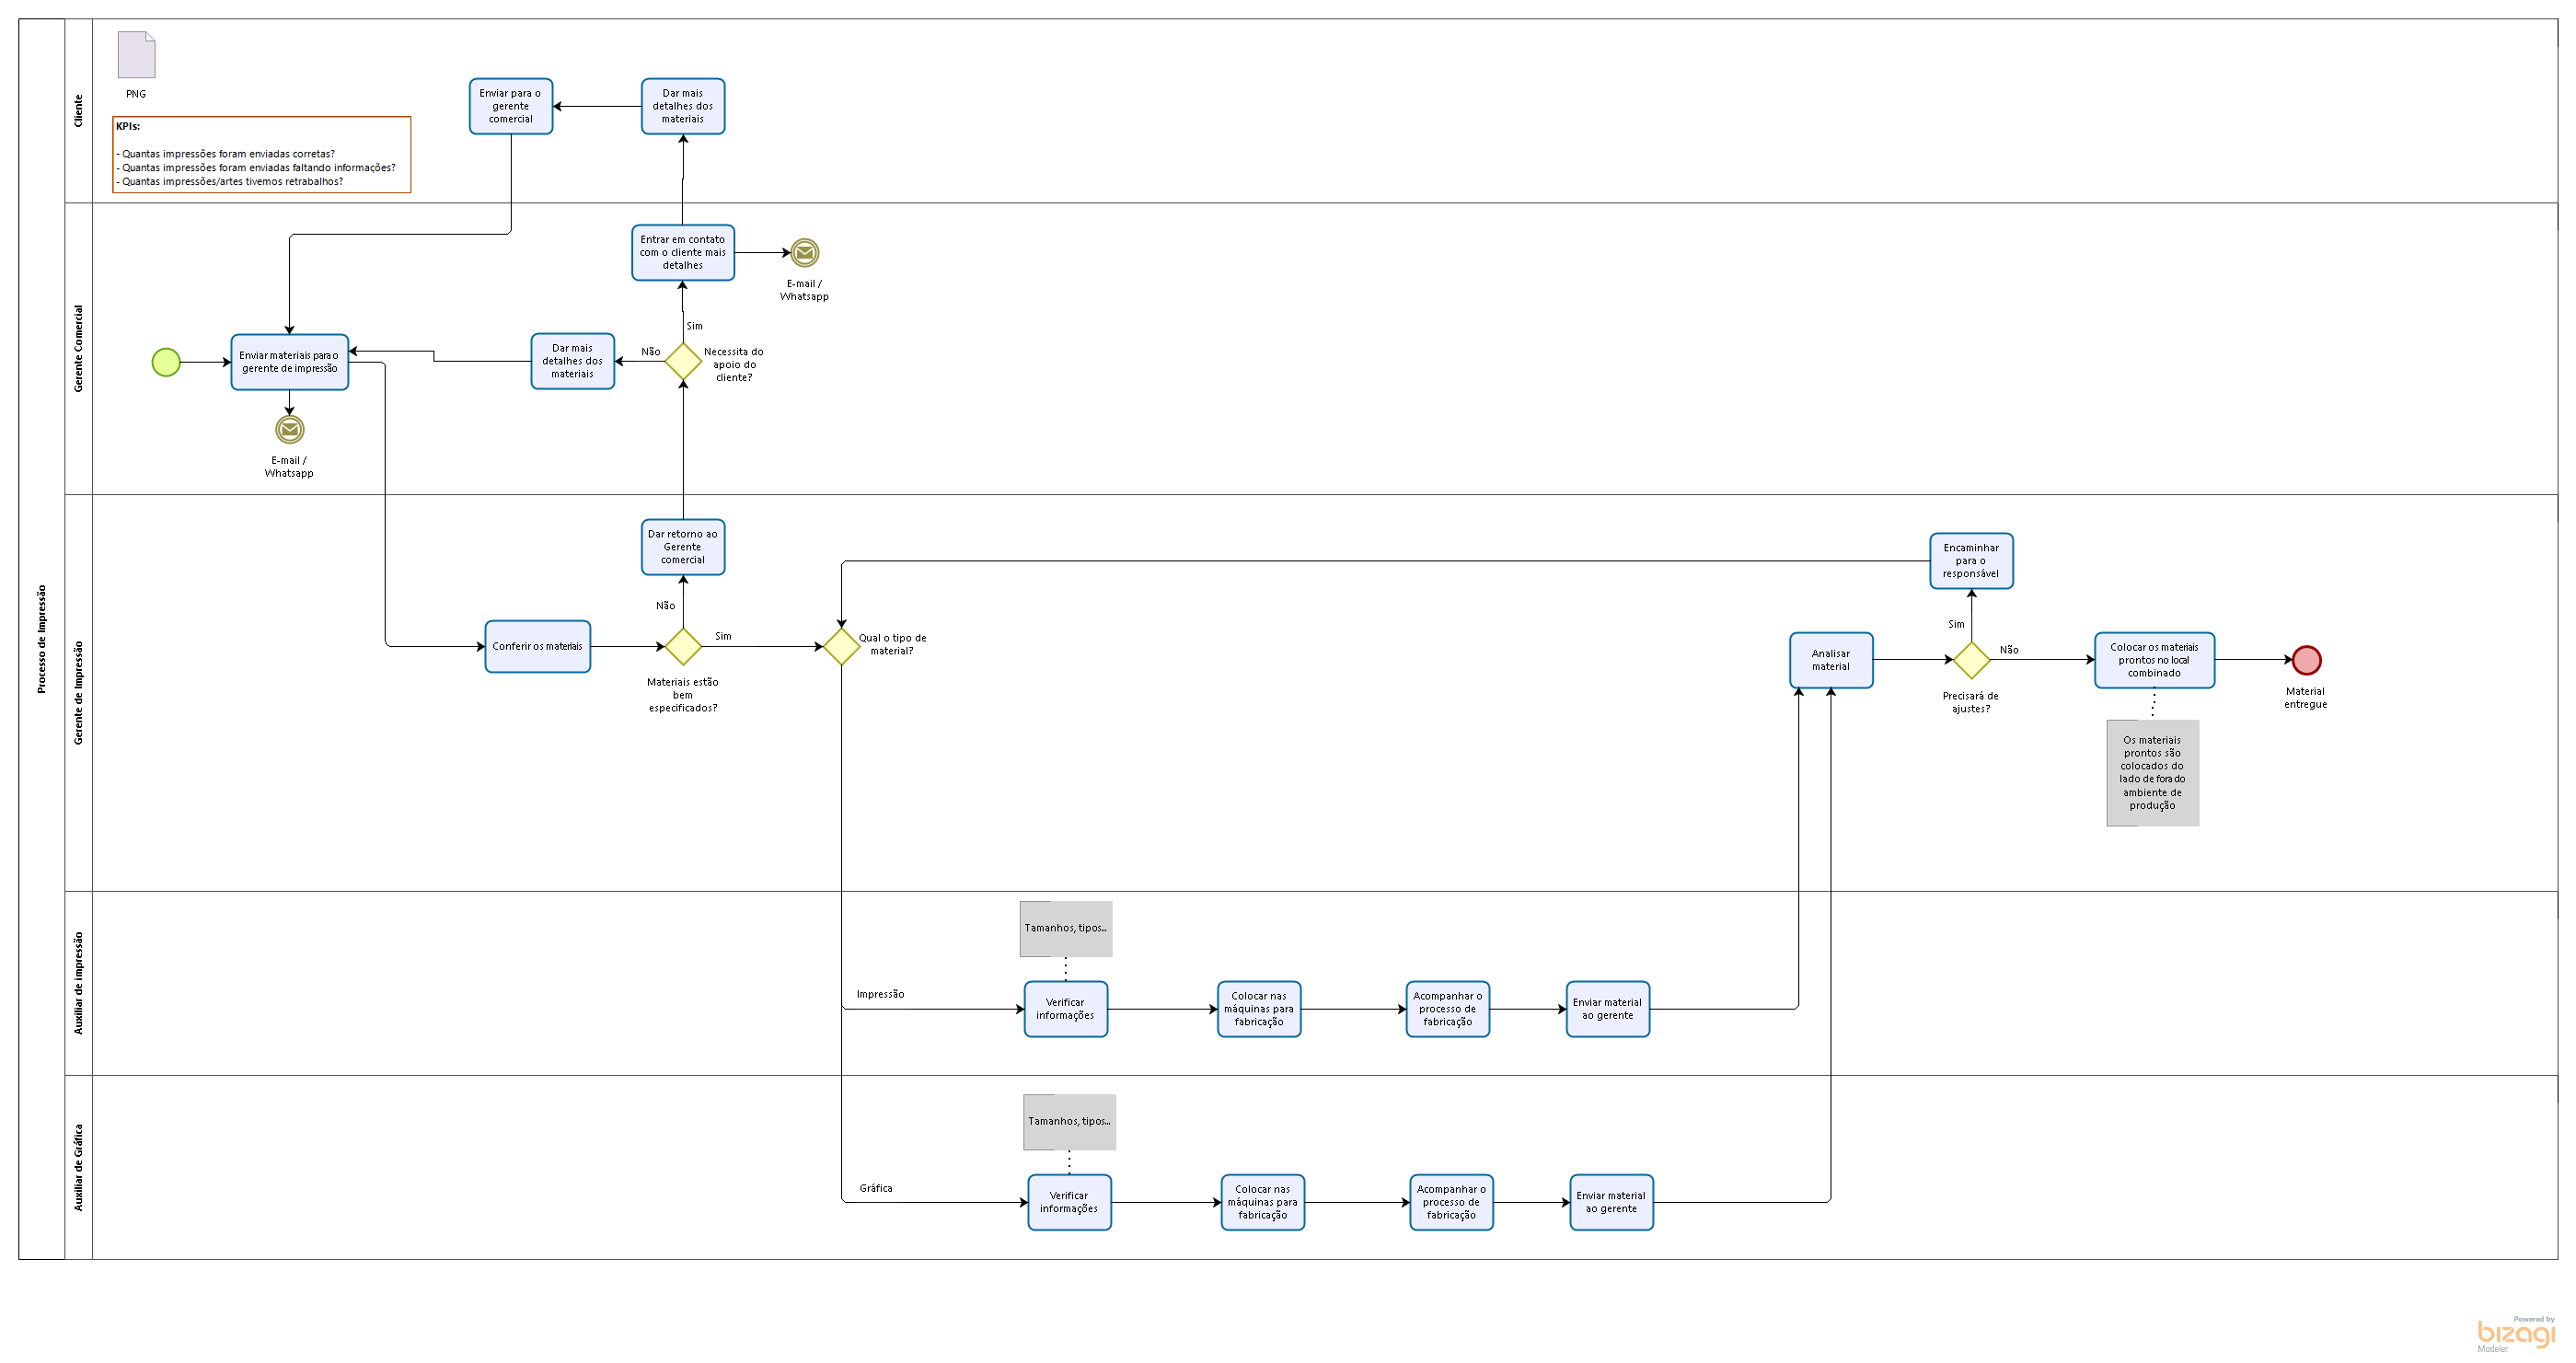 Processo de Impressão
Cliente
PNG
KPIs:
- Quantas impressões foram enviadas corretas?
- Quantas impressões foram enviadas faltando informações?
- Quantas impressões/artes tivemos retrabalhos?
Enviar para o
gerente
comercial
Dar mais
detalhes dos
materiais
Gerente Comercial
Entrar em contato
com o cliente mais
detalhes
E-mail /
Whatsapp
Sim
Enviar materiais para o
gerente de impressão
Dar mais
detalhes dos
materiais
Não
Necessita do
apoio do
cliente?
E-mail /
Whatsapp
Gerente de Impressão
Dar retorno ao
Gerente
comercial
Não
Conferir os materiais
Sim
Materiais estão
bem
especificados?
Qual o tipo de
material?
Encaminhar
para o
responsável
Sim
Analisar
material
Precisará de
ajustes?
Não
Colocar os materiais
prontos no local
combinado
Material
entregue
Os materiais
prontos são
colocados do
lado de fora do
ambiente de
produção
Auxiliar de impressão
Tamanhos, tipos...
Impressão
Verificar
informações
Colocar nas
máquinas para
fabricação
Acompanhar o
processo de
fabricação
Enviar material
ao gerente
Auxiliar de Gráfica
Tamanhos, tipos...
Gráfica
Verificar
informações
Colocar nas
máquinas para
fabricação
Acompanhar o
processo de
fabricação
Enviar material
ao gerente
Powered by
bizagi
Modeler